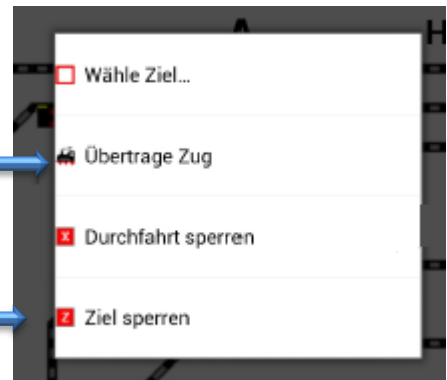 H
Wähle Ziel...
Übertrage Zug
X Durchfahrt sperren
Z Ziel sperren